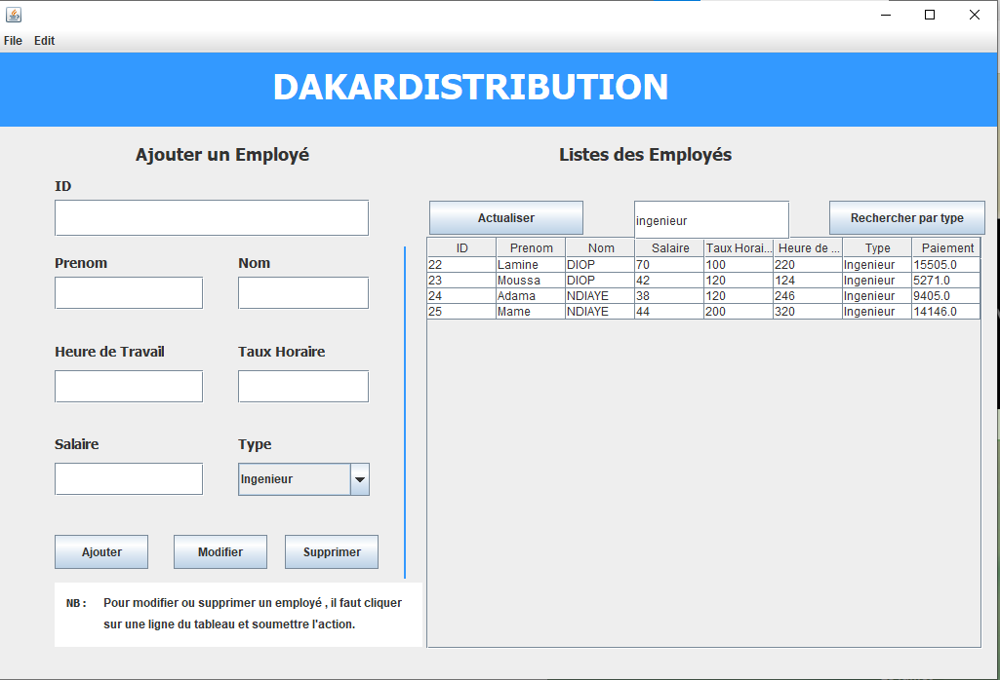 File Edit
DAKARDISTRIBUTION
Ajouter un Employé
ID
Prenom Nom
Heure de Travail Taux Horaire
Salaire Type
Ingenieur
Ajouter Modifier Supprimer
NB : Pour modifier ou supprimer un employé , il faut cliquer
sur une ligne du tableau et soumettre l'action.
Listes des Employés
Actualiser ingenieur Rechercher par type
ID Prenom Nom Salaire Taux Horai... Heure de ... Type Paiement
22 Lamine DIOP 70 100 220 Ingenieur 15505.0
23 Moussa DIOP 42 120 124 Ingenieur 5271.0
24 Adama NDIAYE 38 120 246 Ingenieur 9405.0
25 Mame NDIAYE 44 200 320 Ingenieur 14146.0